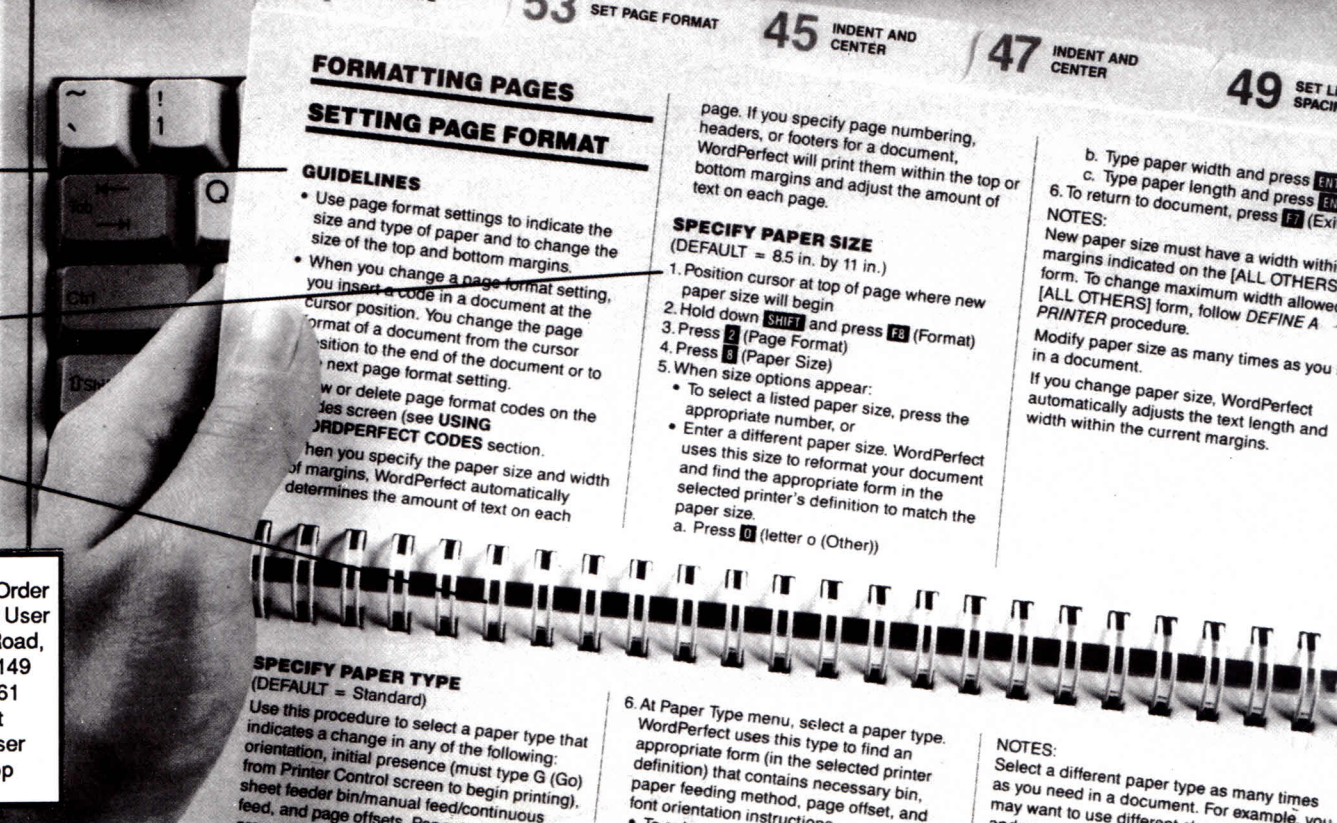 53 SET PAGE FORMAT
45 INDENT AND
CENTER
47 INDENT AND
CENTER
49 SET
~
`
!
1
Tab
Q
Ctrl
FORMATTING PAGES
SETTING PAGE FORMAT
GUIDELINES
• Use page format settings to indicate the
size and type of paper and to change the
size of the top and bottom margins.
• When you change a page format setting,
you insert a code in a document at the
cursor position. You change the page
format of a document from the cursor
position to the end of the document or to
next page format setting.
or delete page format codes on the
screen (see USING
WORDPERFECT CODES section.
you specify the paper size and width
of margins, WordPerfect automatically
determines the amount of text on each
page. If you specify page numbering,
headers, or footers for a document,
WordPerfect will print them within the top or
bottom margins and adjust the amount of
text on each page.
SPECIFY PAPER SIZE
(DEFAULT = 8.5 in. by 11 in.)
1. Position cursor at top of page where new
paper size will begin
2. Hold down SHIFT and press F8 (Format)
3. Press 2 (Page Format)
4. Press 8 (Paper Size)
5. When size options appear:
• To select a listed paper size, press the
appropriate number, or
• Enter a different paper size. WordPerfect
uses this size to reformat your document
and find the appropriate form in the
selected printer's definition to match the
paper size.
a. Press O (letter o (Other))
b. Type paper width and press
c. Type paper length and press
6. To return to document, press F7 (Exi
NOTES:
New paper size must have a width withi
margins indicated on the [ALL OTHERS
form. To change maximum width allowe
[ALL OTHERS] form, follow DEFINE A
PRINTER procedure.
Modify paper size as many times as you
in a document.
If you change paper size, WordPerfect
automatically adjusts the text length and
width within the current margins.
Order
User
Road,
149
61
t
ser
op
SPECIFY PAPER TYPE
(DEFAULT = Standard)
Use this procedure to select a paper type that
indicates a change in any of the following:
orientation, initial presence (must type G (Go)
from Printer Control screen to begin printing),
sheet feeder bin/manual feed/continuous
feed, and page offsets.
6. At Paper Type menu, select a paper type.
WordPerfect uses this type to find an
appropriate form (in the selected printer
definition) that contains necessary bin,
paper feeding method, page offset, and
font orientation instructions
NOTES:
Select a different paper type as many times
as you need in a document. For example, you
may want to use different